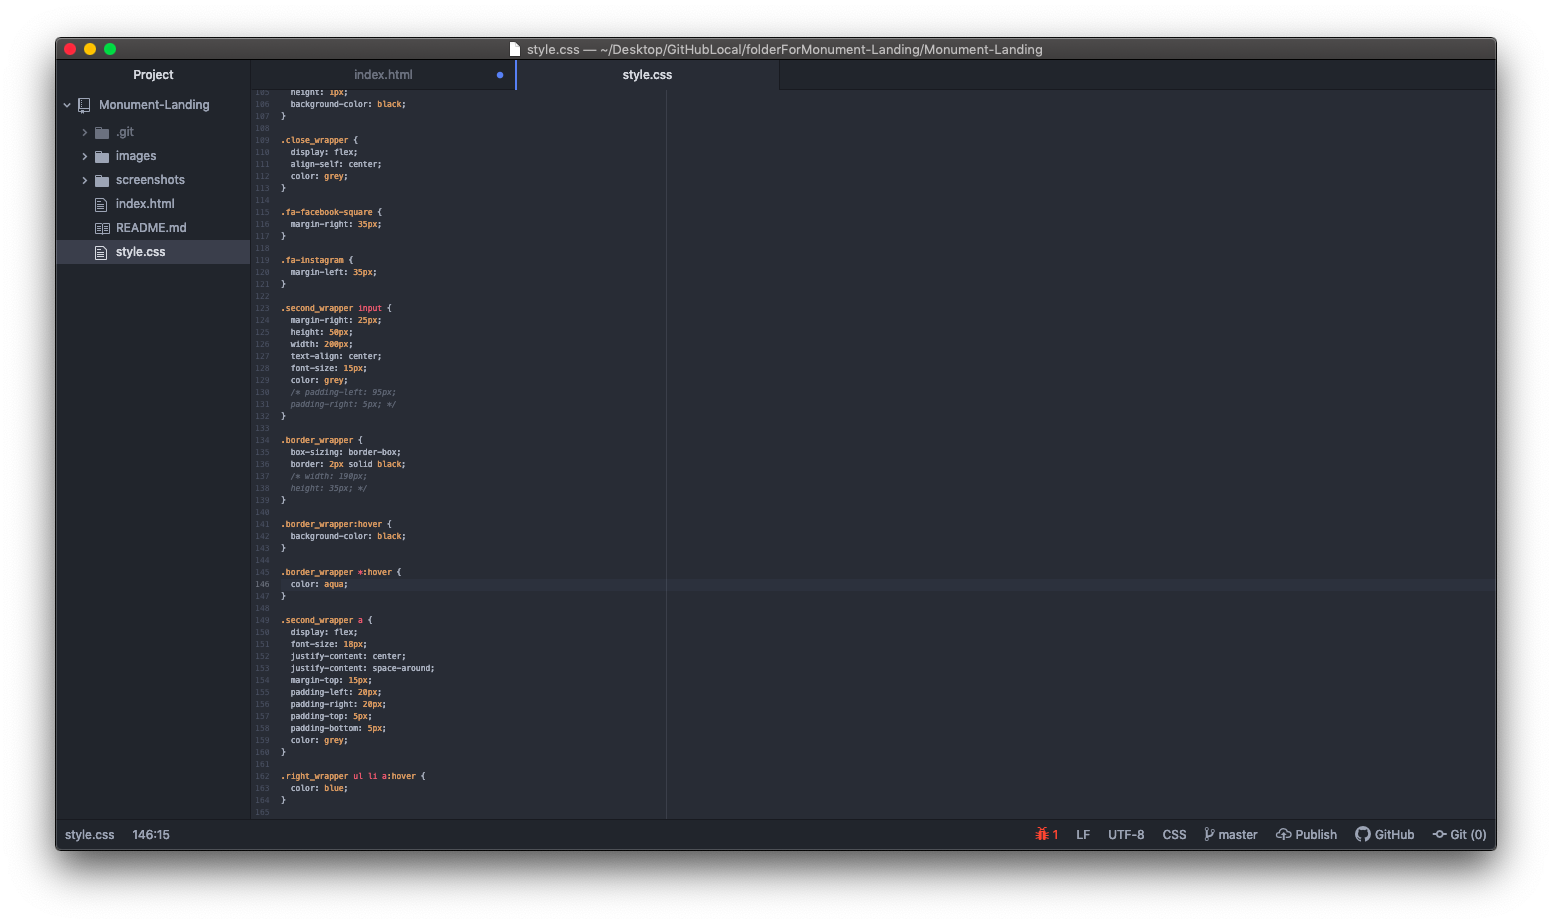 style.css — ~/Desktop/GitHubLocal/folderForMonument-Landing/Monument-Landing
Project
index.html
style.css
Monument-Landing
.git
images
screenshots
index.html
README.md
style.css
105 height: 1px;
106 background-color: black;
107 }
108
109 .close_wrapper {
110 display: flex;
111 align-self: center;
112 color: grey;
113 }
114
115 .fa-facebook-square {
116 margin-right: 35px;
117 }
118
119 .fa-instagram {
120 margin-left: 35px;
121 }
122
123 .second_wrapper input {
124 margin-right: 25px;
125 height: 50px;
126 width: 200px;
127 text-align: center;
128 font-size: 15px;
129 color: grey;
130 /* padding-left: 95px;
131 padding-right: 5px; */
132 }
133
134 .border_wrapper {
135 box-sizing: border-box;
136 border: 2px solid black;
137 /* width: 190px;
138 height: 35px; */
139 }
140
141 .border_wrapper:hover {
142 background-color: black;
143 }
144
145 .border_wrapper *:hover {
146 color: aqua;
147 }
148
149 .second_wrapper a {
150 display: flex;
151 font-size: 18px;
152 justify-content: center;
153 justify-content: space-around;
154 margin-top: 15px;
155 padding-left: 20px;
156 padding-right: 20px;
157 padding-top: 5px;
158 padding-bottom: 5px;
159 color: grey;
160 }
161
162 .right_wrapper ul li a:hover {
163 color: blue;
164 }
165
style.css 146:15 1 LF UTF-8 CSS master Publish GitHub Git (0)